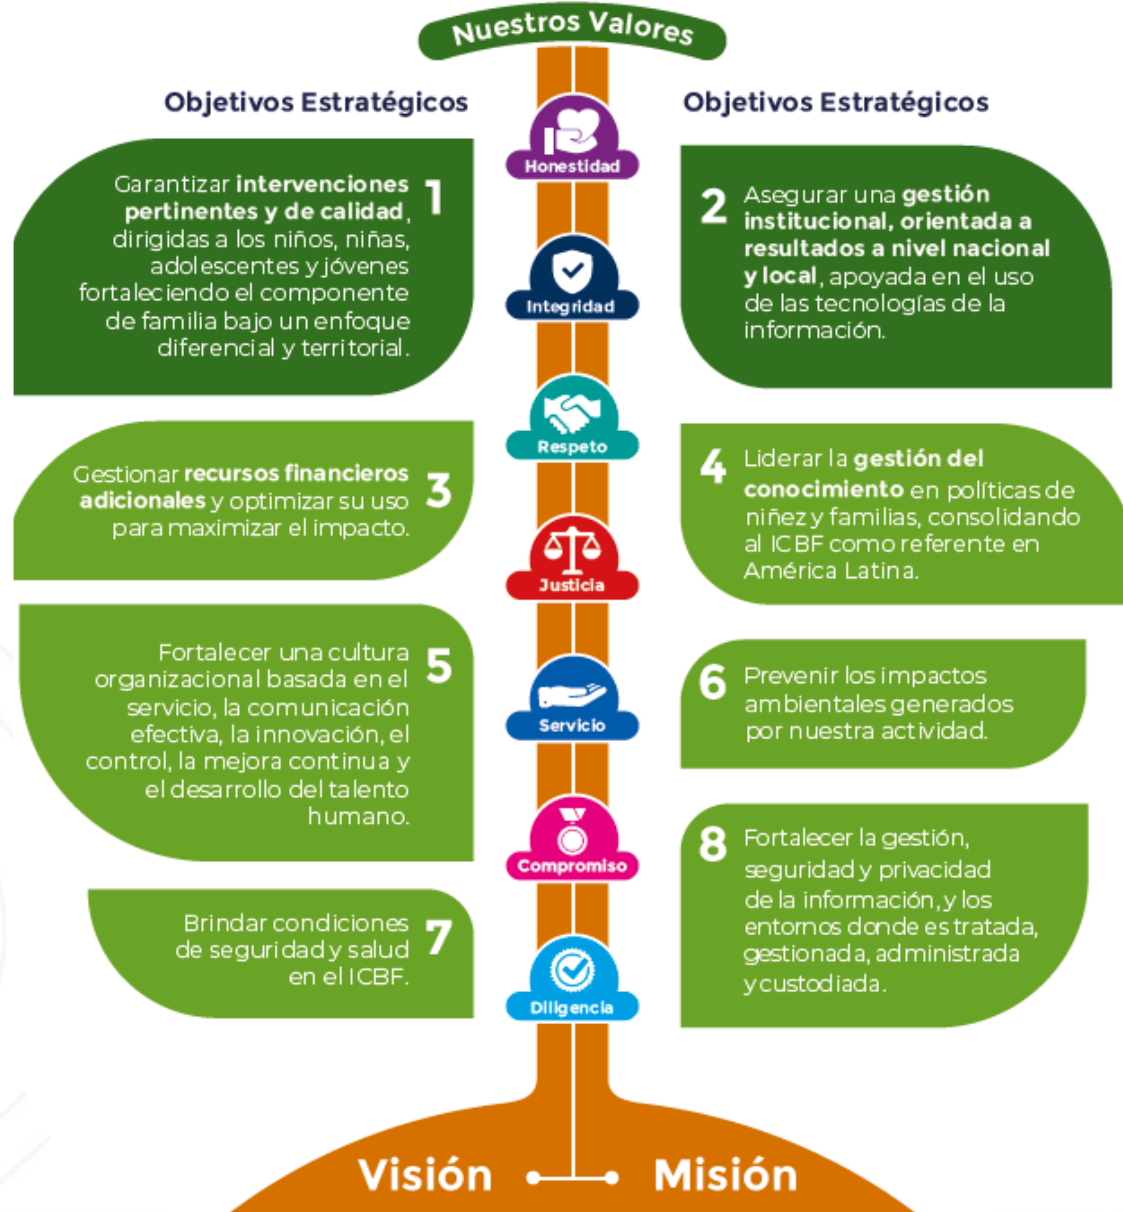 Nuestros Valores
Objetivos Estratégicos
Objetivos Estratégicos
Honestidad
Integridad
Respeto
Justicia
Servicio
Compromiso
Diligencia
1
Garantizar intervenciones
pertinentes y de calidad,
dirigidas a los niños, niñas,
adolescentes y jóvenes
fortaleciendo el componente
de familia bajo un enfoque
diferencial y territorial.
2
Asegurar una gestión
institucional, orientada a
resultados a nivel nacional
y local, apoyada en el uso
de las tecnologías de la
información.
3
Gestionar recursos financieros
adicionales y optimizar su uso
para maximizar el impacto.
4
Liderar la gestión del
conocimiento en políticas de
niñez y familias, consolidando
al ICBF como referente en
América Latina.
5
Fortalecer una cultura
organizacional basada en el
servicio, la comunicación
efectiva, la innovación, el
control, la mejora continua y
el desarrollo del talento
humano.
6
Prevenir los impactos
ambientales generados
por nuestra actividad.
7
Brindar condiciones
de seguridad y salud
en el ICBF.
8
Fortalecer la gestión,
seguridad y privacidad
de la información, y los
entornos donde es tratada,
gestionada, administrada
y custodiada.
Visión
Misión